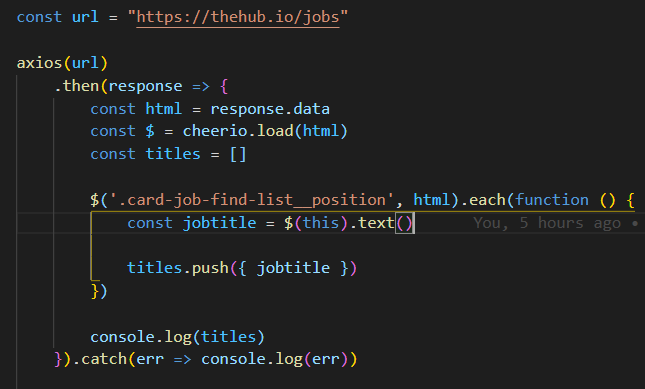 const url = "https://thehub.io/jobs"
axios(url)
.then(response => {
const html = response.data
const $ = cheerio.load(html)
const titles = []
$('.card-job-find-list__position', html).each(function () {
const jobtitle = $(this).text() You, 5 hours ago •
titles.push({ jobtitle })
})
console.log(titles)
}).catch(err => console.log(err))